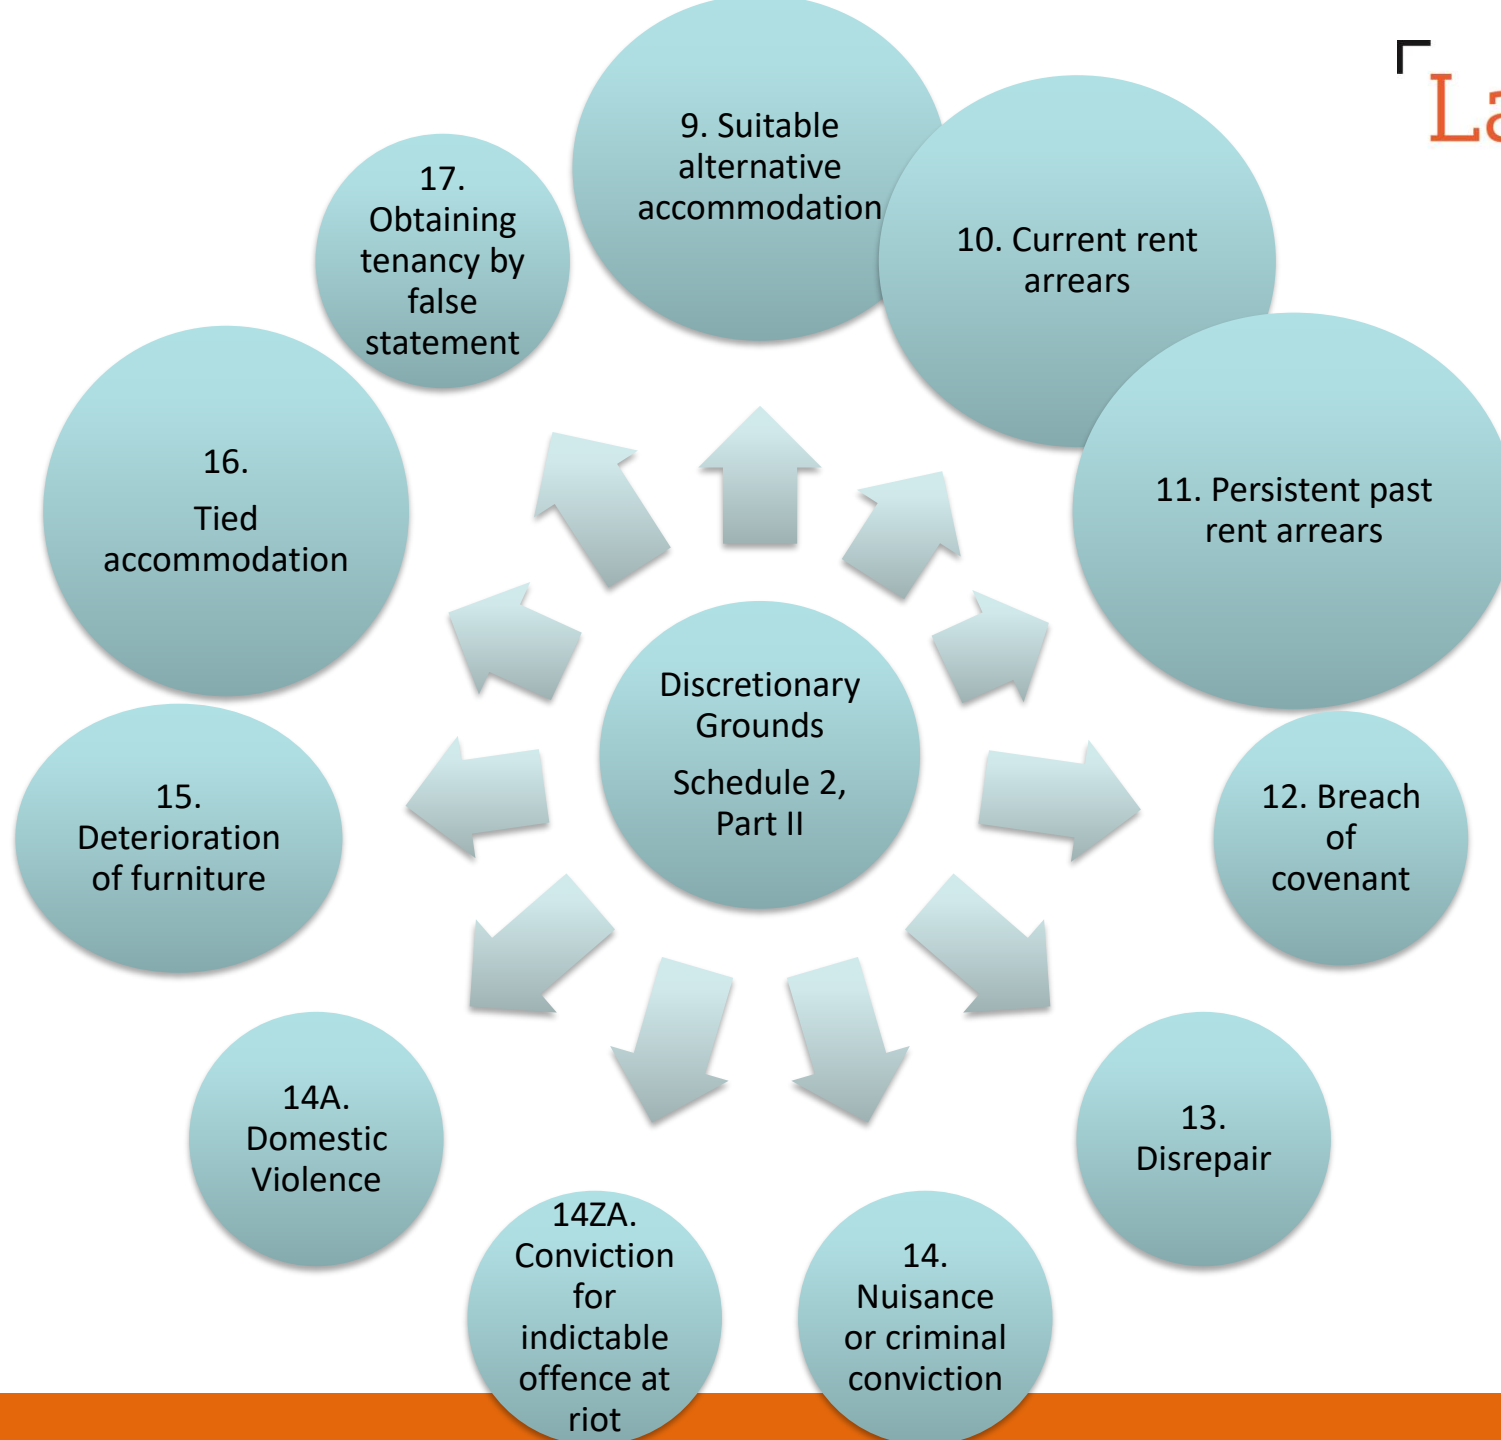 La
9. Suitable
alternative
accommodation
10. Current rent
arrears
11. Persistent past
rent arrears
12. Breach
of
covenant
13.
Disrepair
14.
Nuisance
or criminal
conviction
14ZA.
Conviction
for
indictable
offence at
riot
14A.
Domestic
Violence
15.
Deterioration
of furniture
16.
Tied
accommodation
17.
Obtaining
tenancy by
false
statement
Discretionary
Grounds
Schedule 2,
Part II